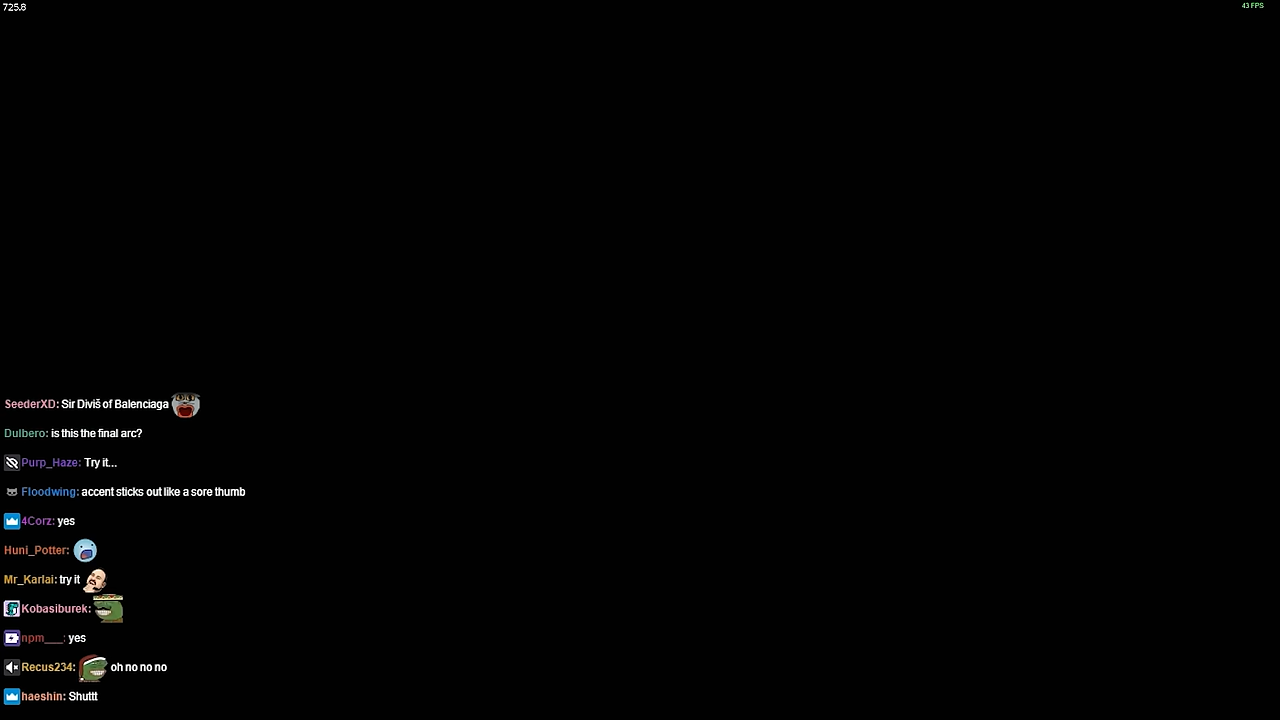 725.8
43 FPS
SeederXD: Sir Diviš of Balenciaga
Dulbero: is this the final arc?
Purp_Haze: Try it...
Floodwing: accent sticks out like a sore thumb
4Corz: yes
Huni_Potter:
Mr_Karlai: try it
Kobasiburek:
npm___: yes
Recus234: oh no no no
haeshin: Shuttt